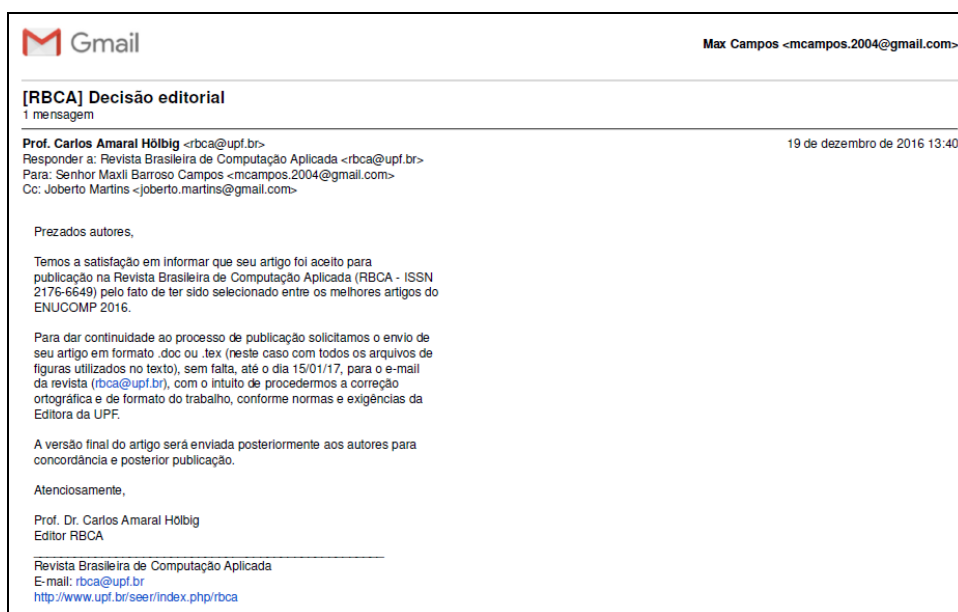 Gmail
Max Campos <mcampos.2004@gmail.com>
[RBCA] Decisão editorial
1 mensagem
Prof. Carlos Amaral Hölbig <rbca@upf.br>
19 de dezembro de 2016 13:40
Responder a: Revista Brasileira de Computação Aplicada <rbca@upf.br>
Para: Senhor Maxli Barroso Campos <mcampos.2004@gmail.com>
Cc: Joberto Martins <joberto.martins@gmail.com>
Prezados autores,
Temos a satisfação em informar que seu artigo foi aceito para
publicação na Revista Brasileira de Computação Aplicada (RBCA - ISSN
2176-6649) pelo fato de ter sido selecionado entre os melhores artigos do
ENUCOMP 2016.
Para dar continuidade ao processo de publicação solicitamos o envio de
seu artigo em formato .doc ou .tex (neste caso com todos os arquivos de
figuras utilizados no texto), sem falta, até o dia 15/01/17, para o e-mail
da revista (rbca@upf.br), com o intuito de procedermos a correção
ortográfica e de formato do trabalho, conforme normas e exigências da
Editora da UPF.
A versão final do artigo será enviada posteriormente aos autores para
concordância e posterior publicação.
Atenciosamente,
Prof. Dr. Carlos Amaral Hölbig
Editor RBCA
Revista Brasileira de Computação Aplicada
E-mail: rbca@upf.br
http://www.upf.br/seer/index.php/rbca